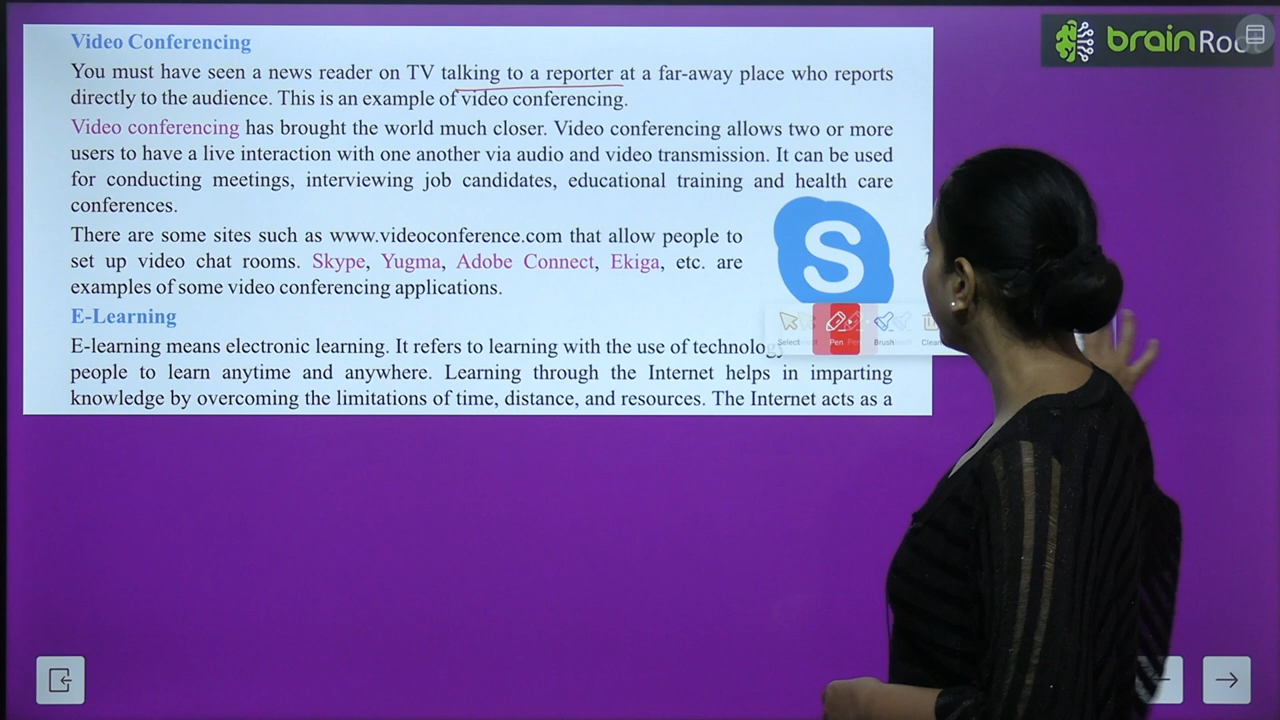 Video Conferencing
You must have seen a news reader on TV talking to a reporter at a far-away place who reports
directly to the audience. This is an example of video conferencing.
Video conferencing has brought the world much closer. Video conferencing allows two or more
users to have a live interaction with one another via audio and video transmission. It can be used
for conducting meetings, interviewing job candidates, educational training and health care
conferences.
There are some sites such as www.videoconference.com that allow people to
set up video chat rooms. Skype, Yugma, Adobe Connect, Ekiga, etc. are
examples of some video conferencing applications.
S
E-Learning
E-learning means electronic learning. It refers to learning with the use of
people to learn anytime and anywhere. Learning through the Internet helps in imparting
knowledge by overcoming the limitations of time, distance, and resources. The Internet acts as a
Select Pen Brush
brain